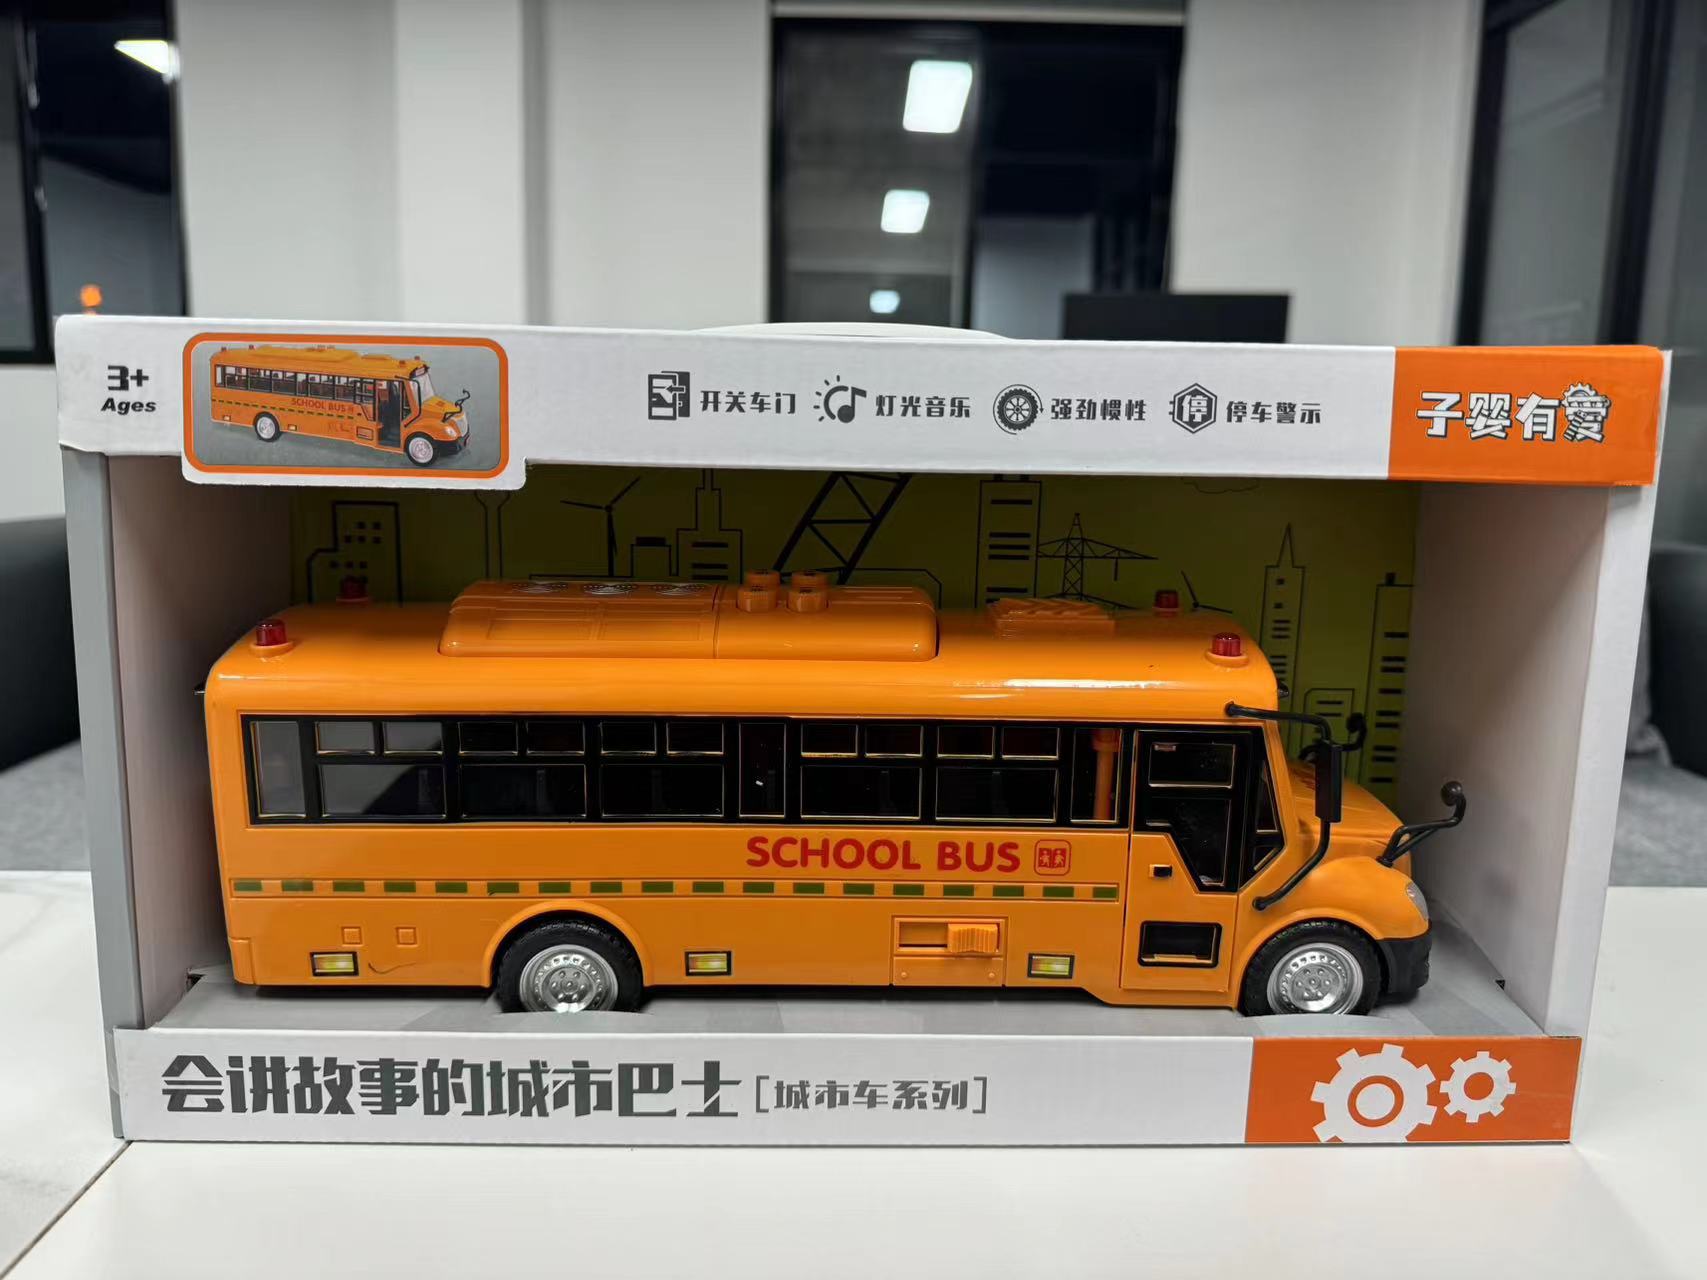 3+
Ages
SCHOOL BUS
开关车门
灯光音乐
强劲惯性
停
停车警示
子婴有爱
SCHOOL BUS
会讲故事的城市巴士[城市车系列]